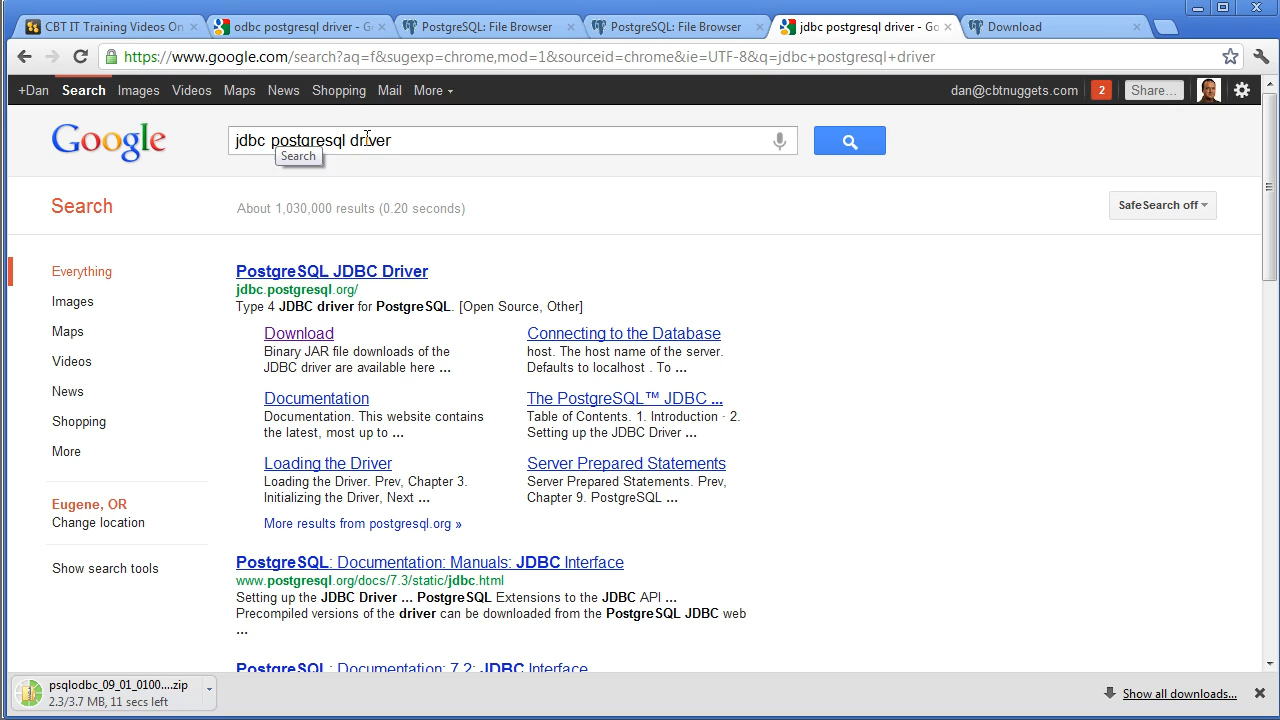 CBT IT Training Videos On
odbc postgresql driver - Go
PostgreSQL: File Browser
PostgreSQL: File Browser
jdbc postgresql driver - Go
Download
https://www.google.com/search?aq=f&sugexp=chrome,mod=1&sourceid=chrome&ie=UTF-8&q=jdbc+postgresql+driver
+Dan Search Images Videos Maps News Shopping Mail More
dan@cbtnuggets.com 2 Share...
Google
jdbc postgresql driver
Search
Search
About 1,030,000 results (0.20 seconds)
SafeSearch off
Everything
Images
Maps
Videos
News
Shopping
More
Eugene, OR
Change location
Show search tools
PostgreSQL JDBC Driver
jdbc.postgresql.org/
Type 4 JDBC driver for PostgreSQL. [Open Source, Other]
Download
Binary JAR file downloads of the
JDBC driver are available here ...
Connecting to the Database
host. The host name of the server.
Defaults to localhost . To ...
Documentation
Documentation. This website contains
the latest, most up to ...
The PostgreSQL™ JDBC ...
Table of Contents. 1. Introduction · 2.
Setting up the JDBC Driver ...
Loading the Driver
Loading the Driver. Prev, Chapter 3.
Initializing the Driver, Next ...
Server Prepared Statements
Server Prepared Statements. Prev,
Chapter 9. PostgreSQL ...
More results from postgresql.org »
PostgreSQL: Documentation: Manuals: JDBC Interface
www.postgresql.org/docs/7.3/static/jdbc.html
Setting up the JDBC Driver ... PostgreSQL Extensions to the JDBC API ...
Precompiled versions of the driver can be downloaded from the PostgreSQL JDBC web
...
PostgreSQL: Documentation: 7.2: JDBC Interface
psqlodbc_09_01_0100....zip
2.3/3.7 MB, 11 secs left
Show all downloads...